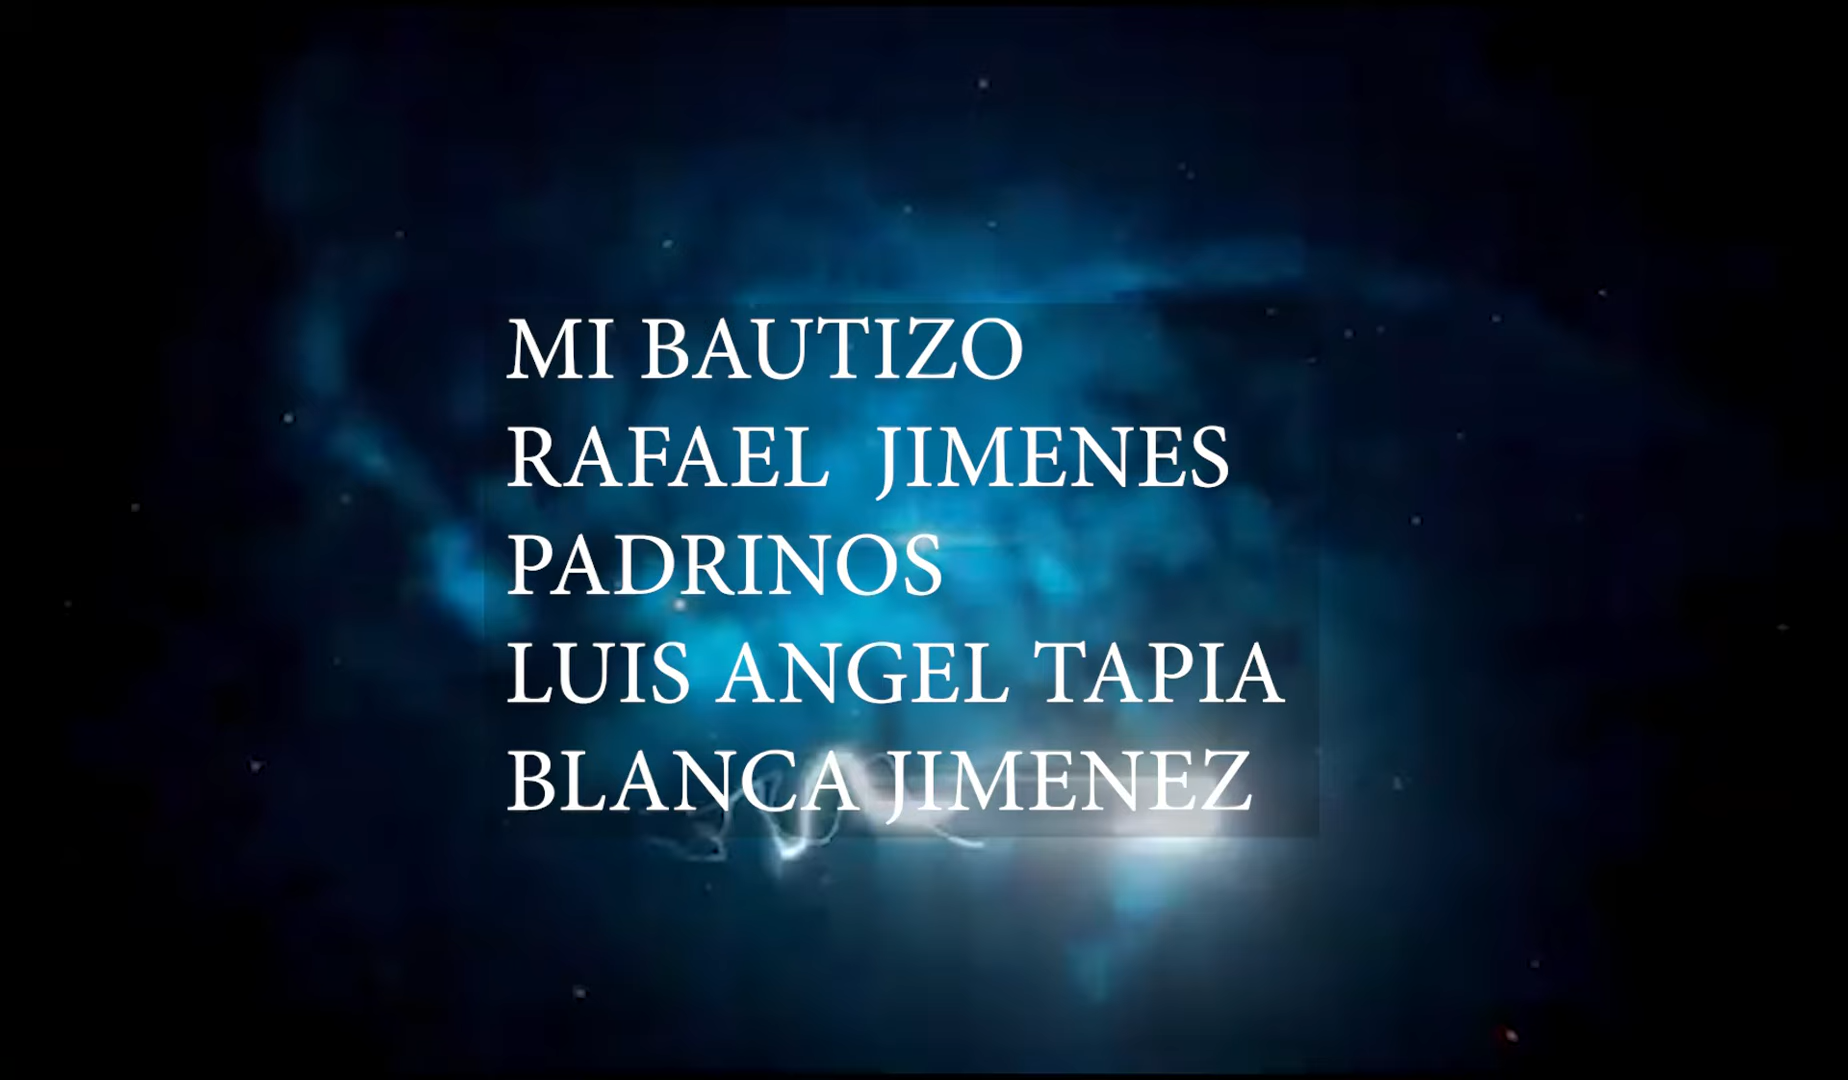 MI BAUTIZO
RAFAEL  JIMENES
PADRINOS
LUIS ANGEL TAPIA
BLANCA JIMENEZ